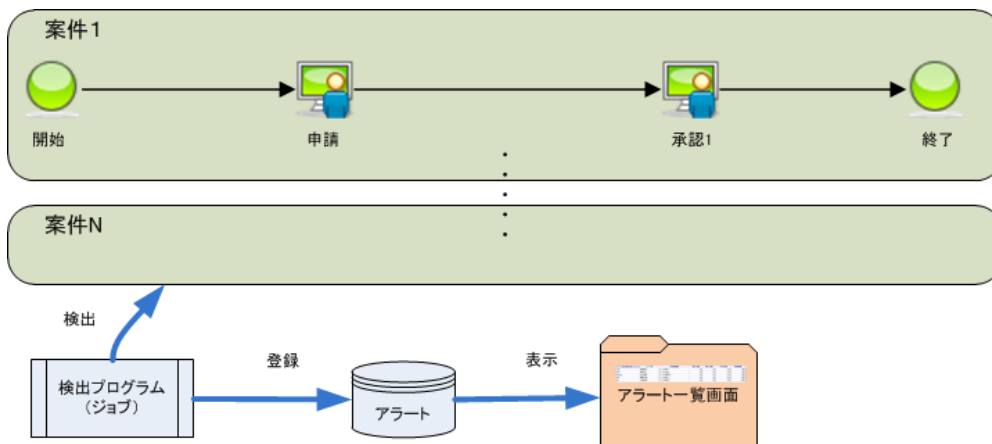 案件1
開始
申請
承認1
終了
案件N
検出
検出プログラム
(ジョブ)
登録
アラート
表示
アラート一覧画面